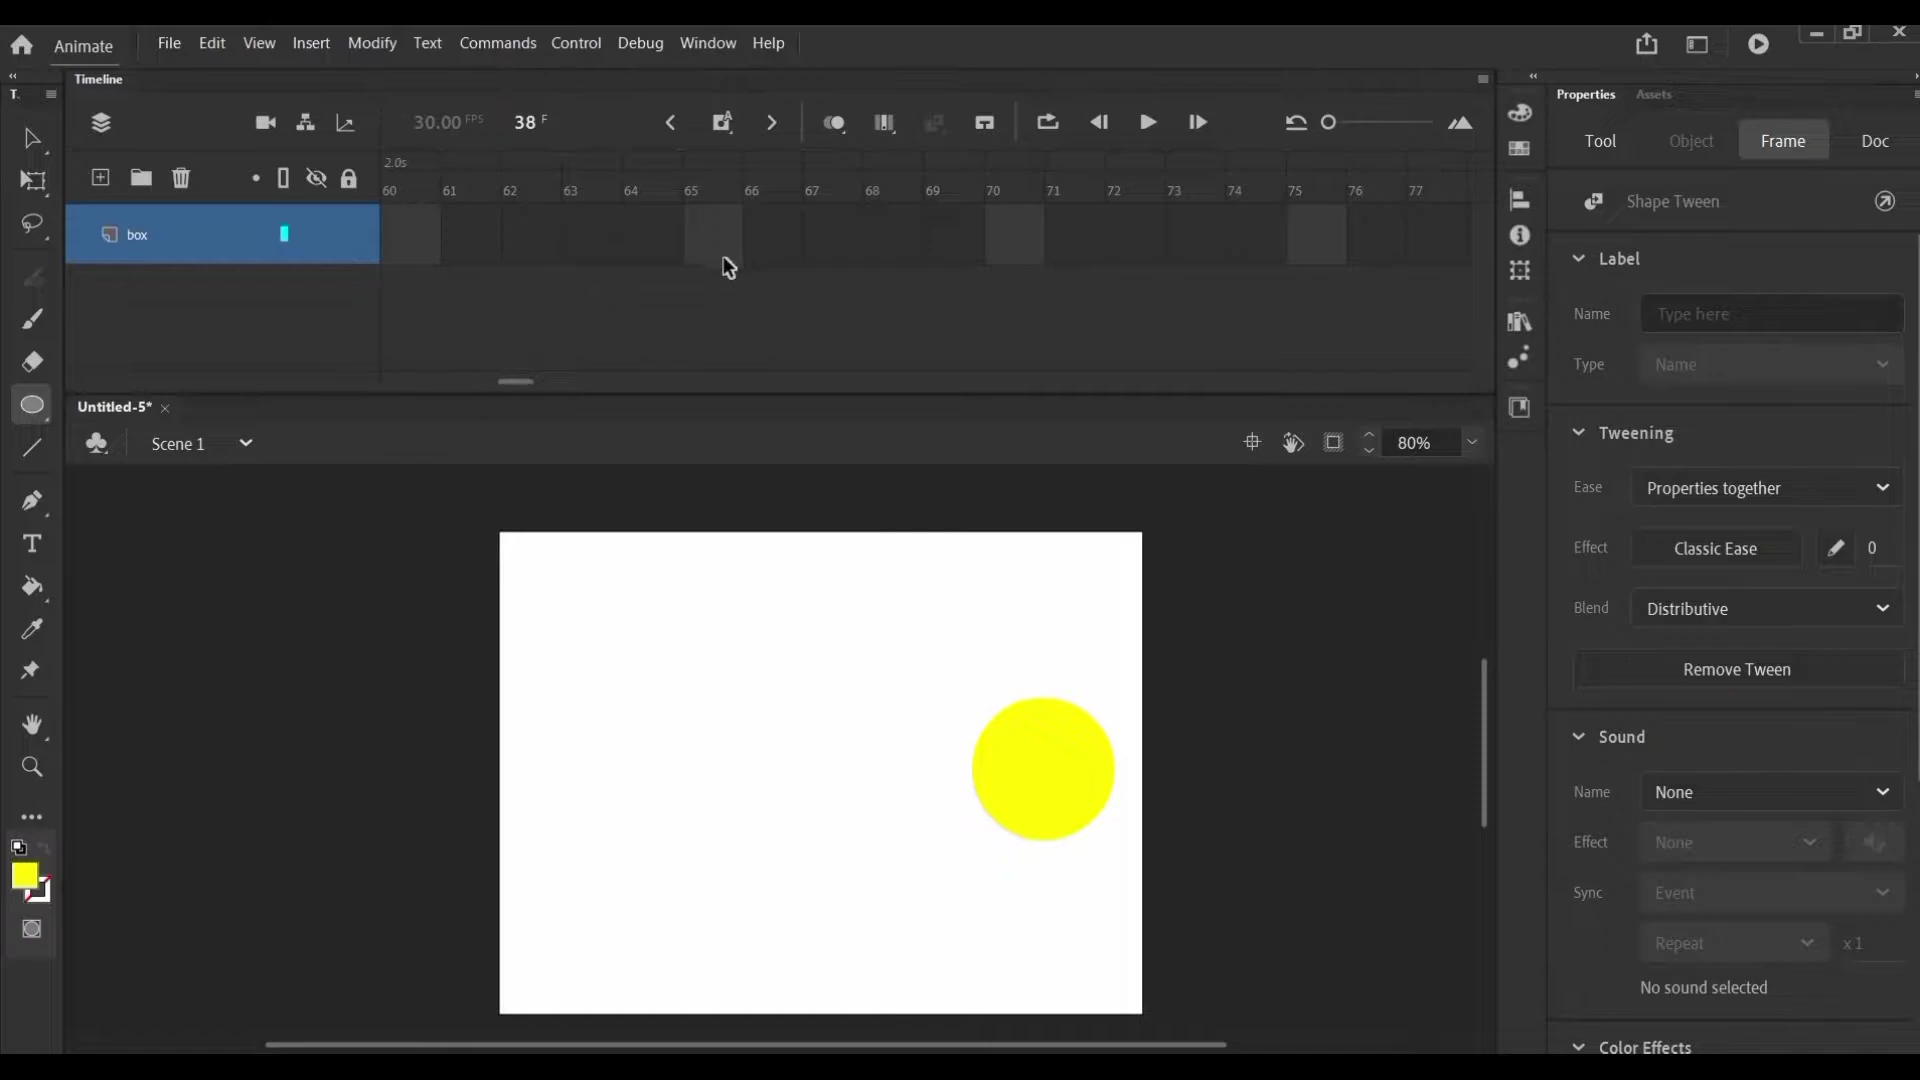 Animate File Edit View Insert Modify Text Commands Control Debug Window Help
Timeline
T.
Properties Assets
30.00 FPS 38 F
Tool Object Frame Doc
2.0s
60 61 62 63 64 65 66 67 68 69 70 71 72 73 74 75 76 77
Shape Tween
box
Label
Name Type here
Type Name
Untitled-5*
Tweening
Scene 1
80%
Ease Properties together
Effect Classic Ease 0
Blend Distributive
Remove Tween
Sound
Name None
Effect None
Sync Event
Repeat x 1
No sound selected
Color Effects